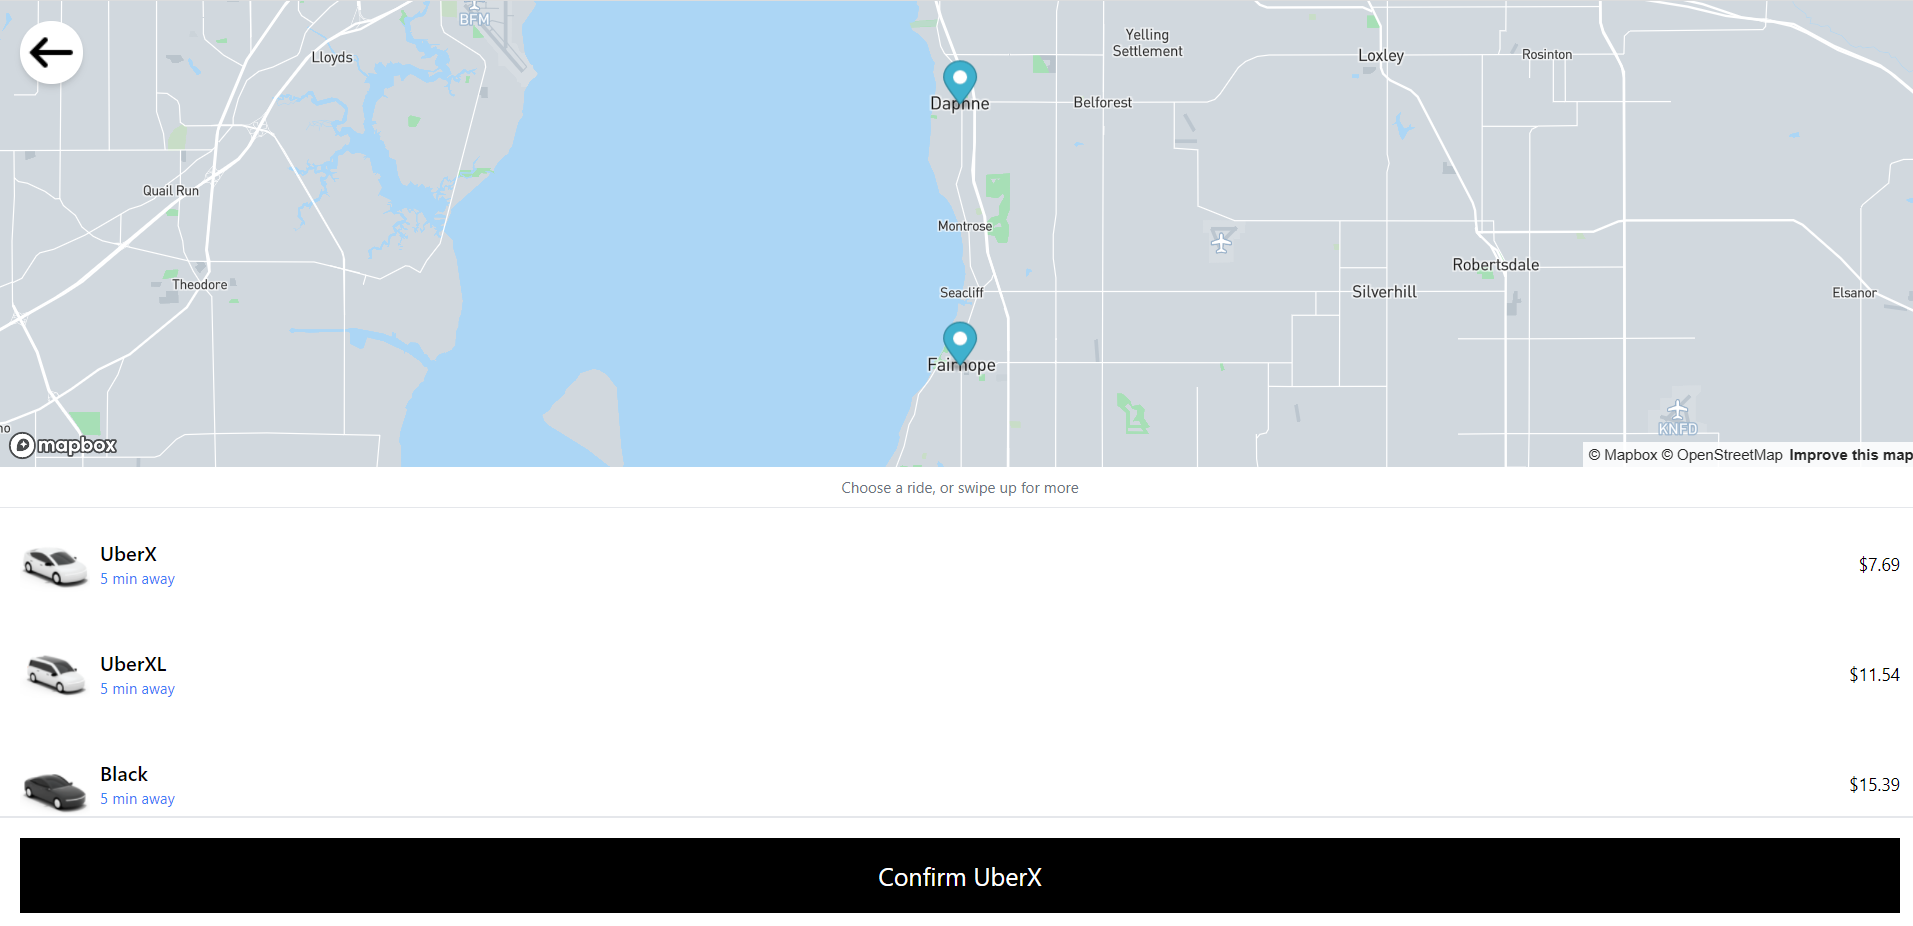 BFM
Lloyds
Yelling
Settlement
Loxley
Rosinton
Daphne
Belforest
Quail Run
Montrose
Theodore
Seacliff
Silverhill
Robertsdale
Elsanor
Fairhope
KNFD
mapbox
© Mapbox © OpenStreetMap Improve this map
Choose a ride, or swipe up for more
UberX
5 min away
$7.69
UberXL
5 min away
$11.54
Black
5 min away
$15.39
Confirm UberX